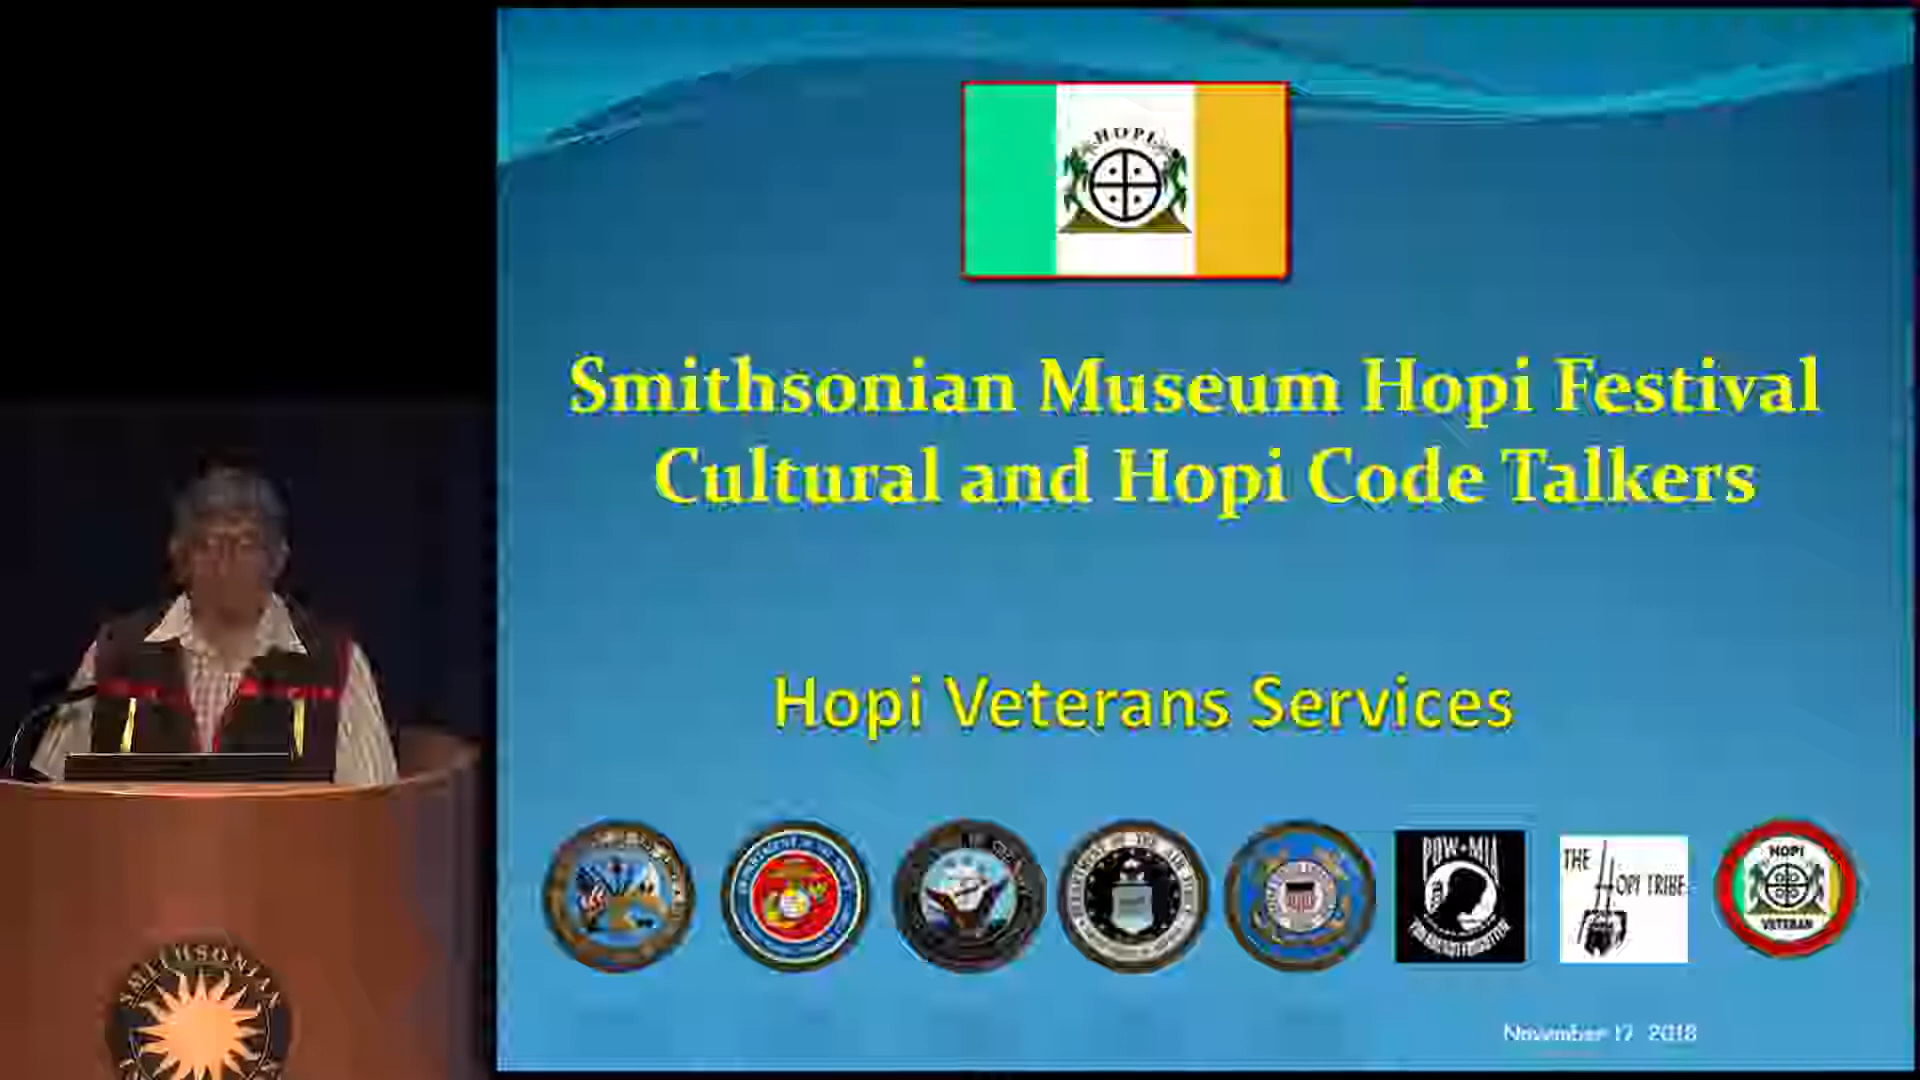 HOPI
Smithsonian Museum Hopi Festival
Cultural and Hopi Code Talkers
Hopi Veterans Services
POW★MIA
THE
HOPI TRIBE
HOPI
VETERAN
November 17 2018
SMITHSONIAN